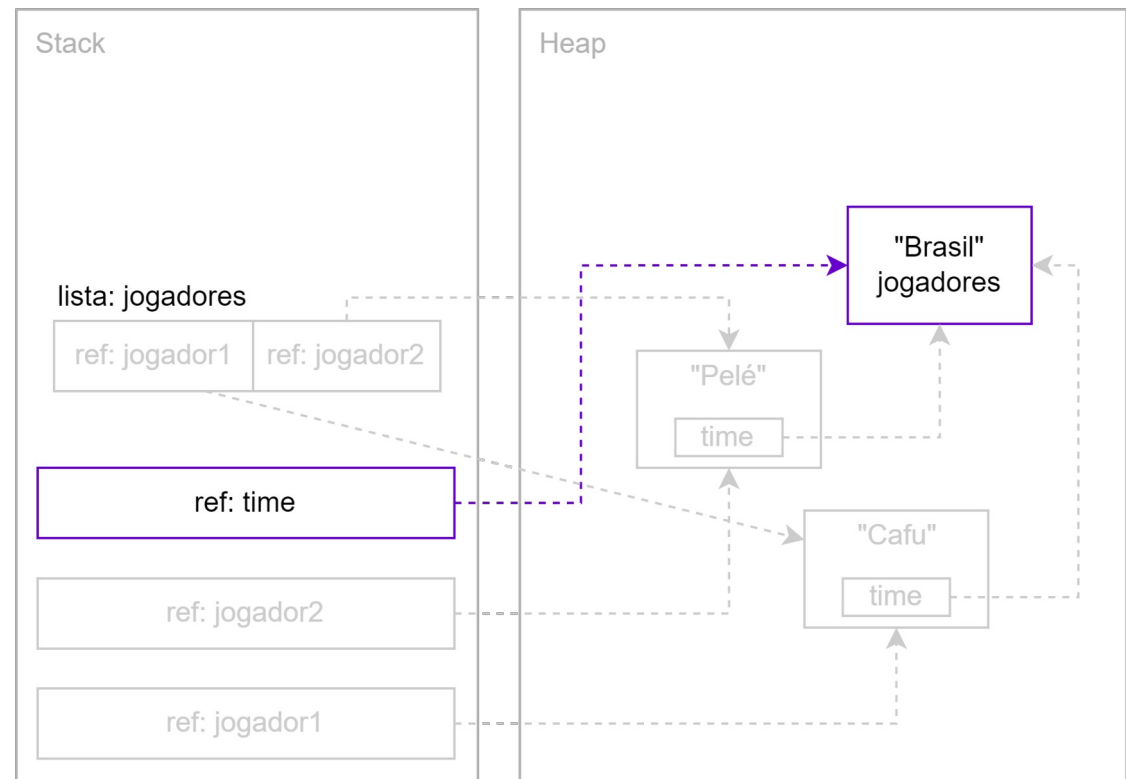 Stack
Heap
"Brasil"
jogadores
lista: jogadores
ref: jogador1
ref: jogador2
"Pelé"
time
ref: time
"Cafu"
time
ref: jogador2
ref: jogador1